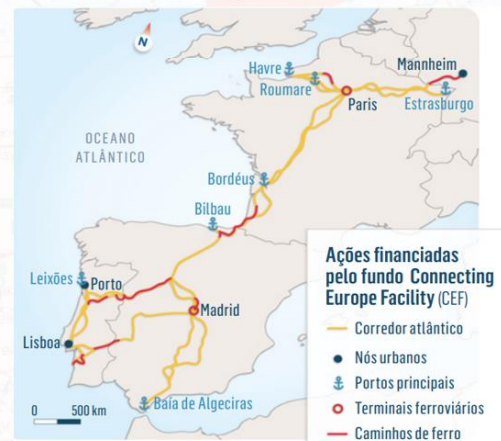 N
Mannheim
Havre
Roumare
Paris
Estrasburgo
OCEANO
ATLÂNTICO
Bordéus
Bilbau
Leixões
Porto
Madrid
Lisboa
Baía de Algeciras
0 500 km
Ações financiadas
pelo fundo Connecting
Europe Facility (CEF)
Corredor atlântico
Nós urbanos
Portos principais
Terminais ferroviários
Caminhos de ferro